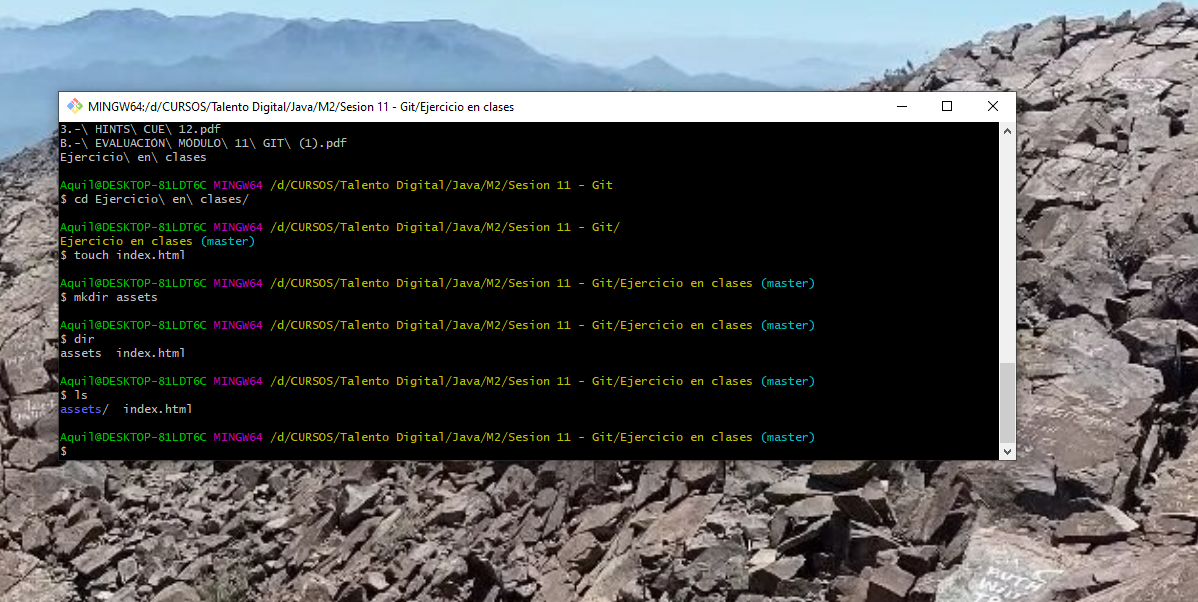 MINGW64:/d/CURSOS/Talento Digital/Java/M2/Sesion 11 - Git/Ejercicio en clases
3.-\ HINTS\ CUE\ 12.pdf
B.-\ EVALUACIÓN\ MÓDULO\ 11\ GIT\ (1).pdf
Ejercicio\ en\ clases
Aquil@DESKTOP-81LDT6C MINGW64 /d/CURSOS/Talento Digital/Java/M2/Sesion 11 - Git
$ cd Ejercicio\ en\ clases/
Aquil@DESKTOP-81LDT6C MINGW64 /d/CURSOS/Talento Digital/Java/M2/Sesion 11 - Git/
Ejercicio en clases (master)
$ touch index.html
Aquil@DESKTOP-81LDT6C MINGW64 /d/CURSOS/Talento Digital/Java/M2/Sesion 11 - Git/Ejercicio en clases (master)
$ mkdir assets
Aquil@DESKTOP-81LDT6C MINGW64 /d/CURSOS/Talento Digital/Java/M2/Sesion 11 - Git/Ejercicio en clases (master)
$ dir
assets  index.html
Aquil@DESKTOP-81LDT6C MINGW64 /d/CURSOS/Talento Digital/Java/M2/Sesion 11 - Git/Ejercicio en clases (master)
$ ls
assets/  index.html
Aquil@DESKTOP-81LDT6C MINGW64 /d/CURSOS/Talento Digital/Java/M2/Sesion 11 - Git/Ejercicio en clases (master)
$
RUTH